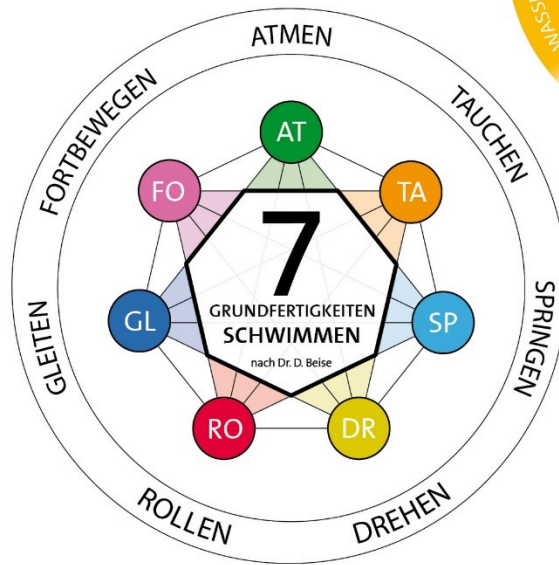 ATMEN
TAUCHEN
SPRINGEN
DREHEN
ROLLEN
GLEITEN
FORTBEWEGEN
AT
TA
SP
DR
RO
GL
FO
7
GRUNDFERTIGKEITEN
SCHWIMMEN
nach Dr. D. Beise